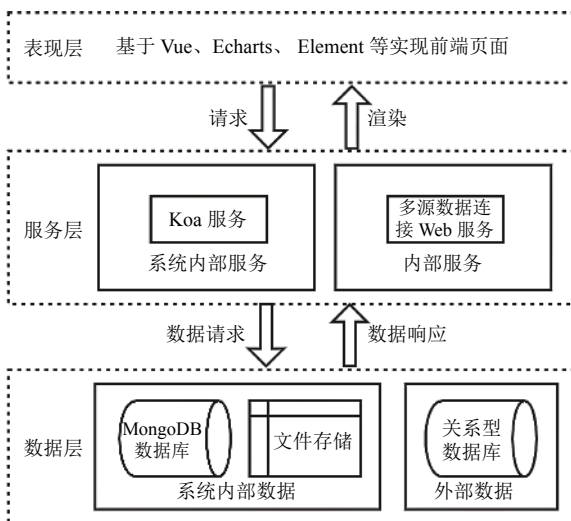 表现层 基于 Vue、Echarts、 Element 等实现前端页面
请求 渲染
服务层
Koa 服务
系统内部服务
多源数据连
接 Web 服务
内部服务
数据请求 数据响应
数据层
MongoDB
数据库
文件存储
系统内部数据
关系型
数据库
外部数据